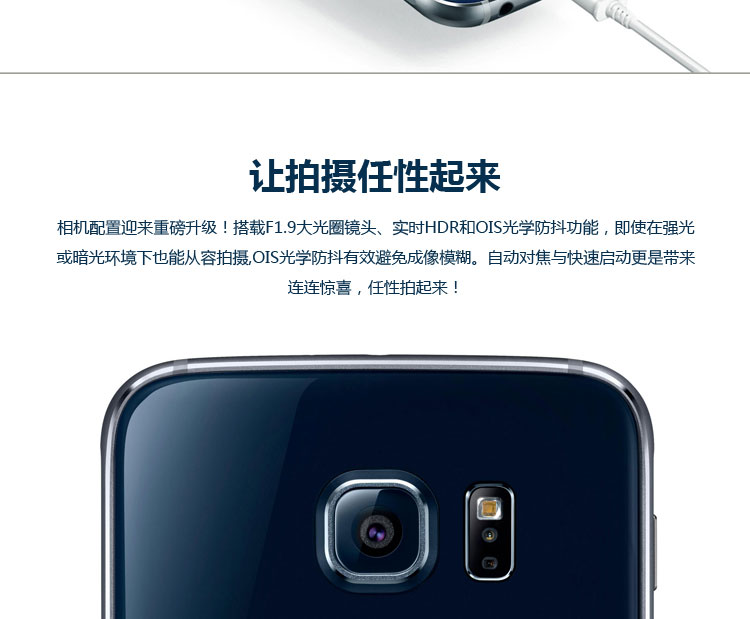 让拍摄任性起来
相机配置迎来重磅升级！搭载F1.9大光圈镜头、实时HDR和OIS光学防抖功能，即使在强光
或暗光环境下也能从容拍摄,OIS光学防抖有效避免成像模糊。自动对焦与快速启动更是带来
连连惊喜，任性拍起来！